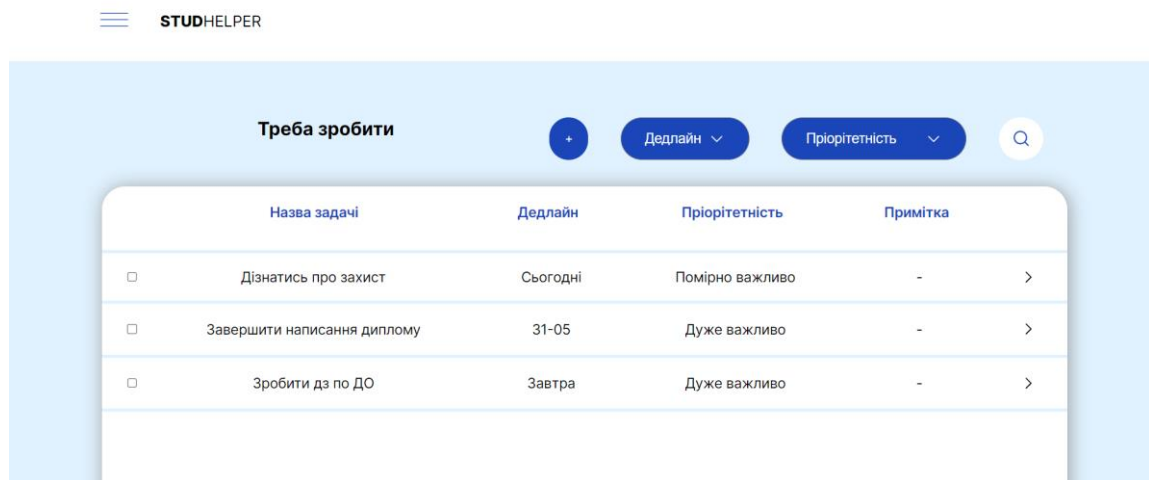 STUDHELPER
Треба зробити + Дедлайн Пріорітетність
Назва задачі Дедлайн Пріорітетність Примітка
Дізнатись про захист Сьогодні Помірно важливо -
Завершити написання диплому 31-05 Дуже важливо -
Зробити дз по ДО Завтра Дуже важливо -